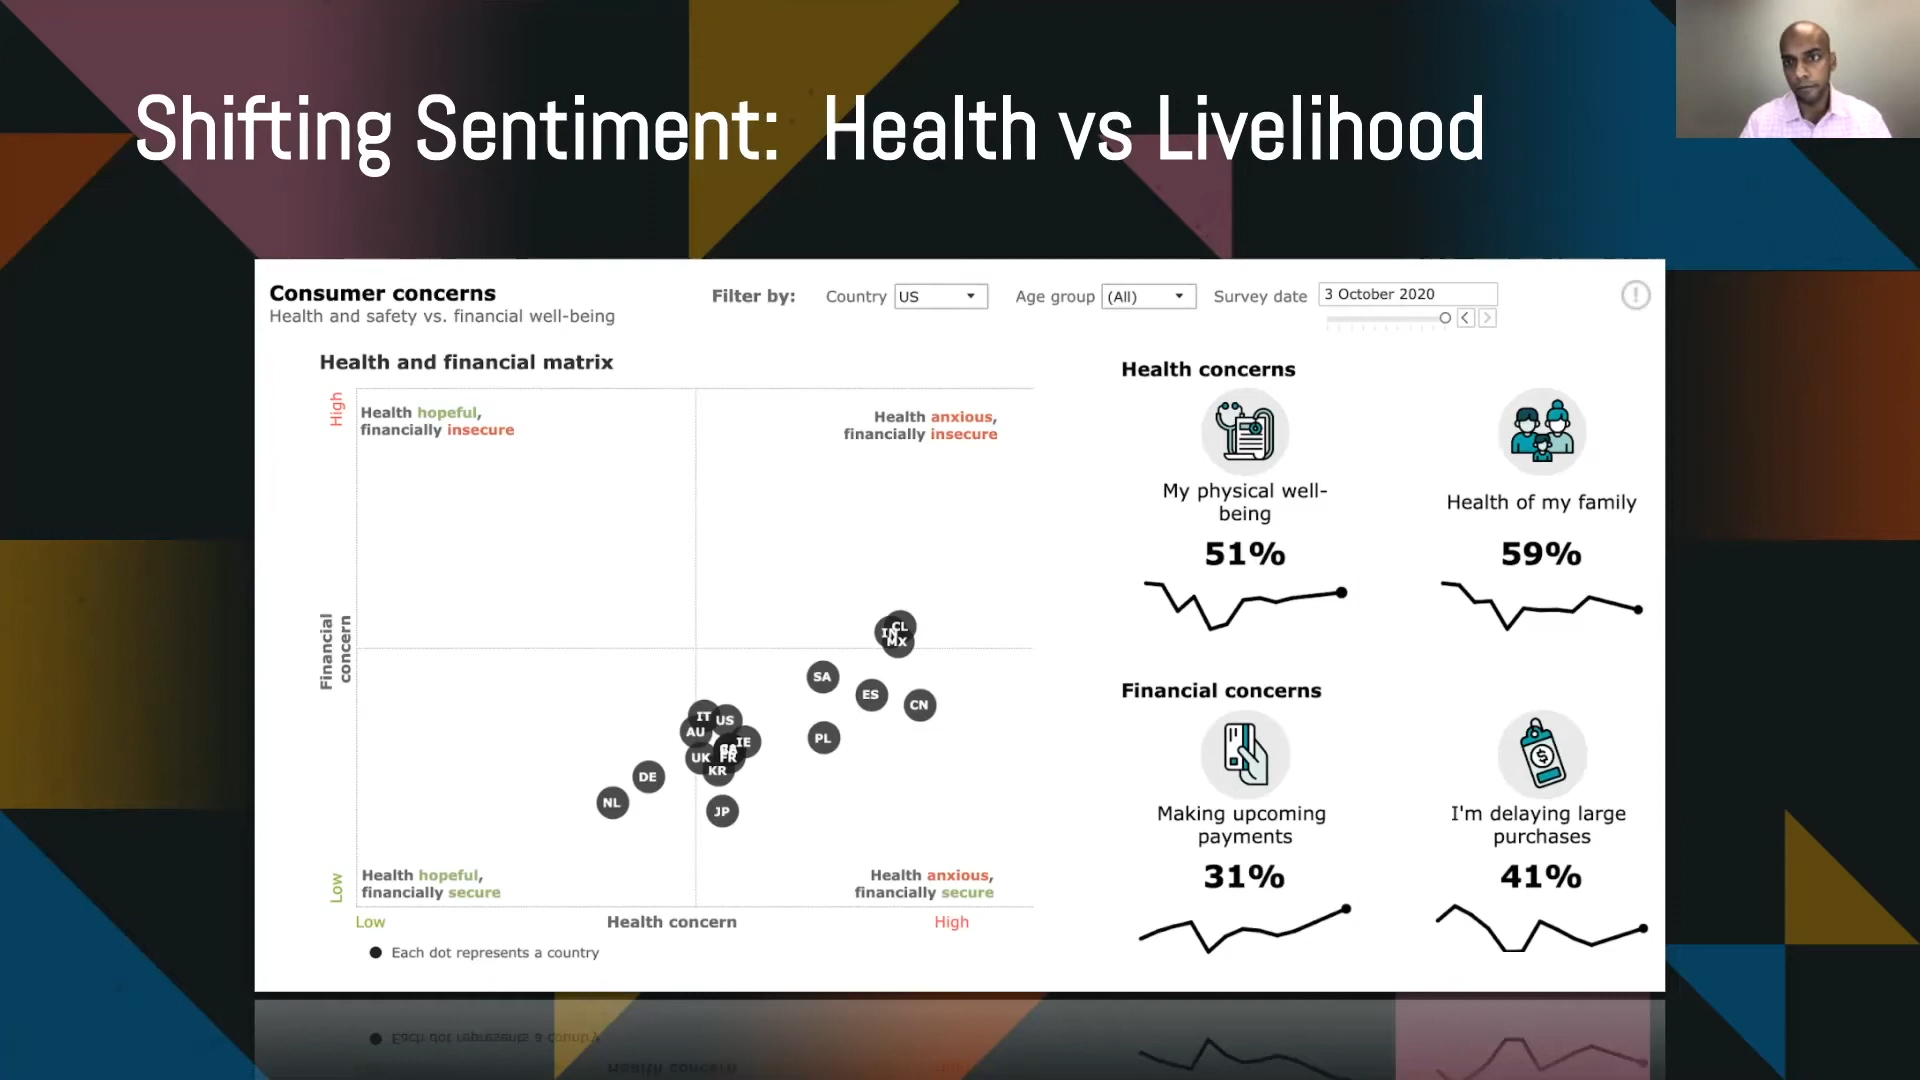 Shifting Sentiment: Health vs Livelihood
Consumer concerns
Health and safety vs. financial well-being
Filter by:
Country
US
Age group
(All)
Survey date
3 October 2020
Health and financial matrix
High
Health hopeful,
financially insecure
Health anxious,
financially insecure
Financial
concern
CL
IN
MX
SA
ES
CN
IT
US
AU
IE
PL
UK
FR
KR
DE
NL
JP
Health hopeful,
financially secure
Health anxious,
financially secure
Low
Low
Health concern
High
Each dot represents a country
Health concerns
My physical well-
being
51%
Health of my family
59%
Financial concerns
Making upcoming
payments
31%
I'm delaying large
purchases
41%